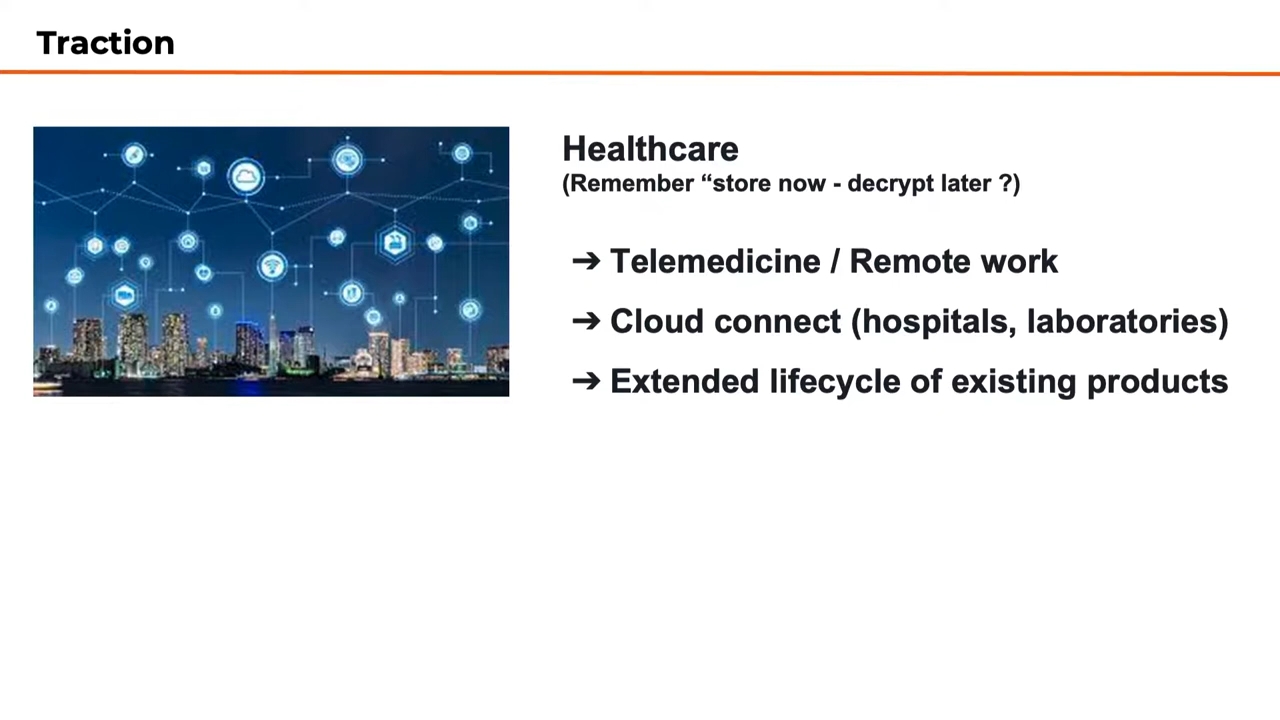 Traction
Healthcare
(Remember “store now - decrypt later ?)
➔ Telemedicine / Remote work
➔ Cloud connect (hospitals, laboratories)
➔ Extended lifecycle of existing products